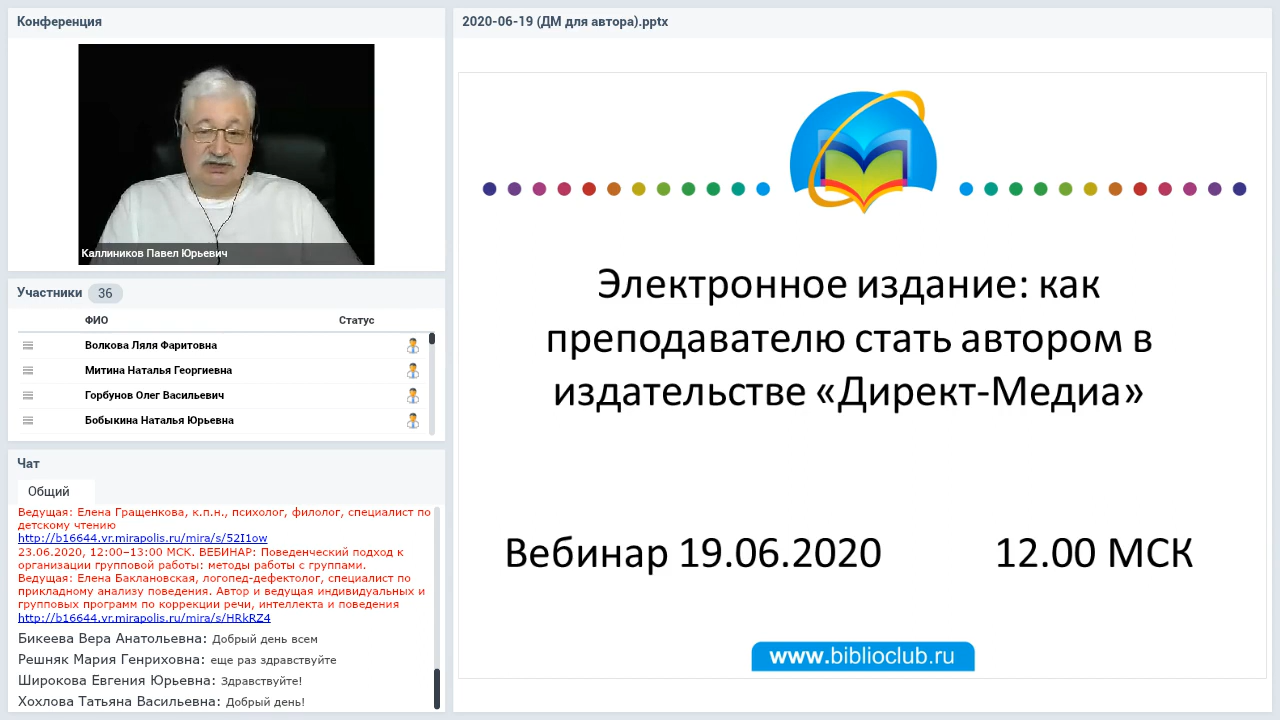 Конференция
Каллиников Павел Юрьевич
Участники 36
ФИО Статус
Волкова Ляля Фаритовна
Митина Наталья Георгиевна
Горбунов Олег Васильевич
Бобыкина Наталья Юрьевна
Чат
Общий
Ведущая: Елена Гращенкова, к.п.н., психолог, филолог, специалист по
детскому чтению
http://b16644.vr.mirapolis.ru/mira/s/52I1ow
23.06.2020, 12:00–13:00 МСК. ВЕБИНАР: Поведенческий подход к
организации групповой работы: методы работы с группами.
Ведущая: Елена Баклановская, логопед-дефектолог, специалист по
прикладному анализу поведения. Автор и ведущая индивидуальных и
групповых программ по коррекции речи, интеллекта и поведения
http://b16644.vr.mirapolis.ru/mira/s/HRkRZ4
Бикеева Вера Анатольевна: Добрый день всем
Решняк Мария Генриховна: еще раз здравствуйте
Широкова Евгения Юрьевна: Здравствуйте!
Хохлова Татьяна Васильевна: Добрый день!
2020-06-19 (ДМ для автора).pptx
Электронное издание: как
преподавателю стать автором в
издательстве «Директ-Медиа»
Вебинар 19.06.2020 12.00 МСК
www.biblioclub.ru